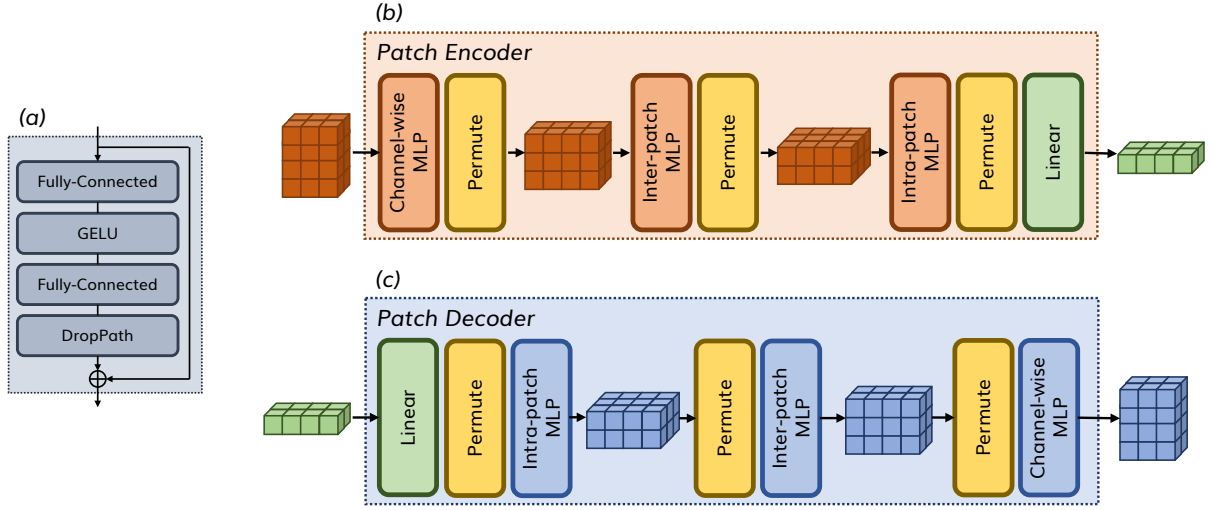 (a)
Fully-Connected
GELU
Fully-Connected
DropPath
(b)
Patch Encoder
Channel-wise
MLP
Permute
Inter-patch
MLP
Permute
Intra-patch
MLP
Permute
Linear
(c)
Patch Decoder
Linear
Permute
Intra-patch
MLP
Permute
Inter-patch
MLP
Permute
Channel-wise
MLP